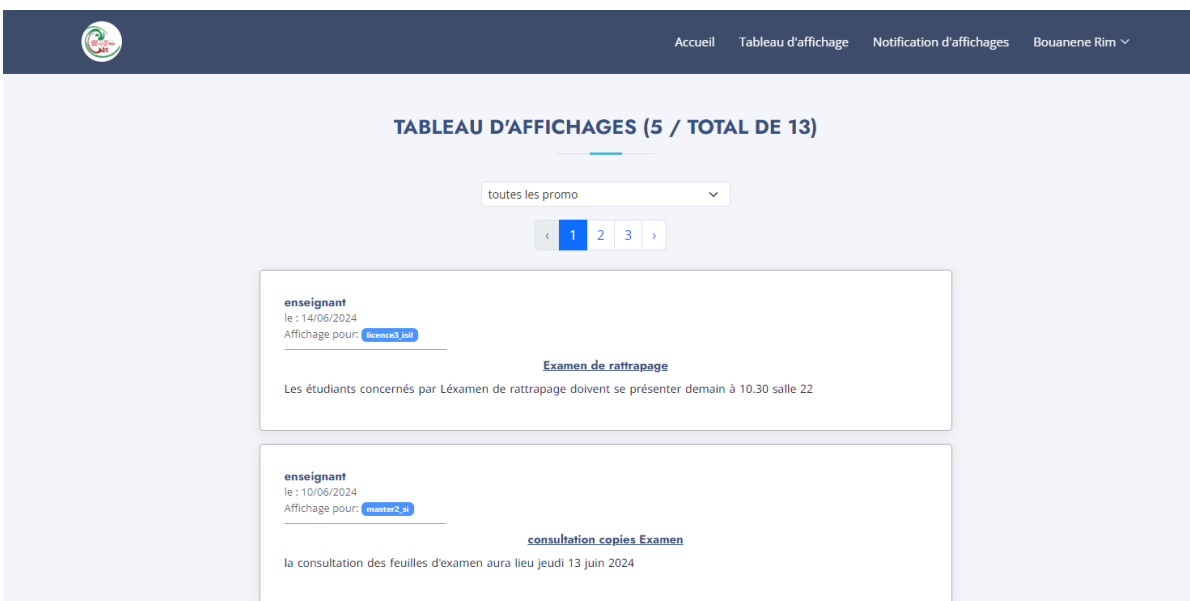 Accueil Tableau d'affichage Notification d'affichages Bouanene Rim
TABLEAU D'AFFICHAGES (5 / TOTAL DE 13)
toutes les promo
‹ 1 2 3 ›
enseignant
le : 14/06/2024
Affichage pour: licence3_isil
Examen de rattrapage
Les étudiants concernés par Léxamen de rattrapage doivent se présenter demain à 10.30 salle 22
enseignant
le : 10/06/2024
Affichage pour: master2_si
consultation copies Examen
la consultation des feuilles d'examen aura lieu jeudi 13 juin 2024